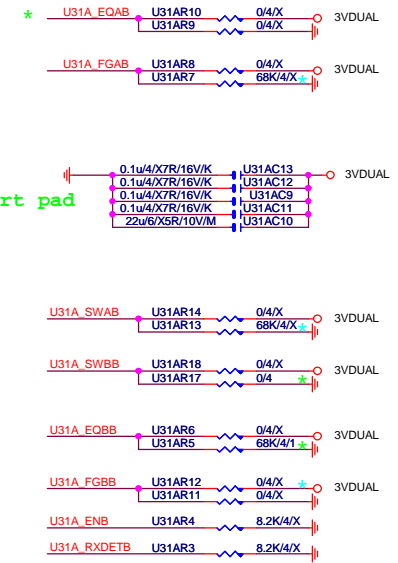 * U31A_EQAB U31AR10 0/4/X 3VDUAL
U31AR9 0/4/X
U31A_FGAB U31AR8 0/4/X 3VDUAL
U31AR7 68K/4/X *
0.1u/4/X7R/16V/K U31AC13 3VDUAL
0.1u/4/X7R/16V/K U31AC12
0.1u/4/X7R/16V/K U31AC9
rt pad 0.1u/4/X7R/16V/K U31AC11
22u/6/X5R/10V/M U31AC10
U31A_SWAB U31AR14 0/4/X 3VDUAL
U31AR13 68K/4/X *
U31A_SWBB U31AR18 0/4/X 3VDUAL
U31AR17 0/4 *
U31A_EQBB U31AR6 0/4/X 3VDUAL
U31AR5 68K/4/1 *
U31A_FGBB U31AR12 0/4/X * 3VDUAL
U31AR11 0/4/X
U31A_ENB U31AR4 8.2K/4/X
U31A_RXDETB U31AR3 8.2K/4/X